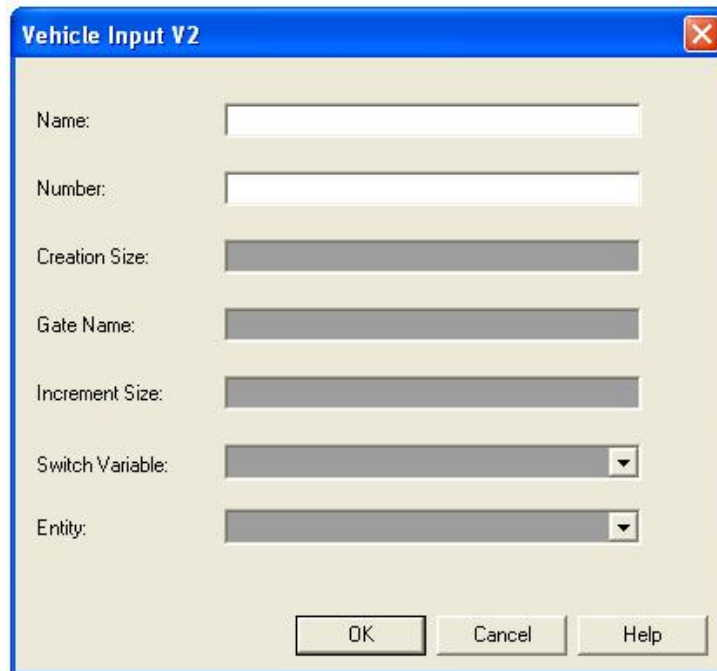 Vehicle Input V2
Name:
Number:
Creation Size:
Gate Name:
Increment Size:
Switch Variable:
Entity:
OK Cancel Help